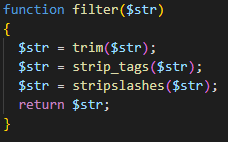 function filter($str)
{
  $str = trim($str);
  $str = strip_tags($str);
  $str = stripslashes($str);
  return $str;
}